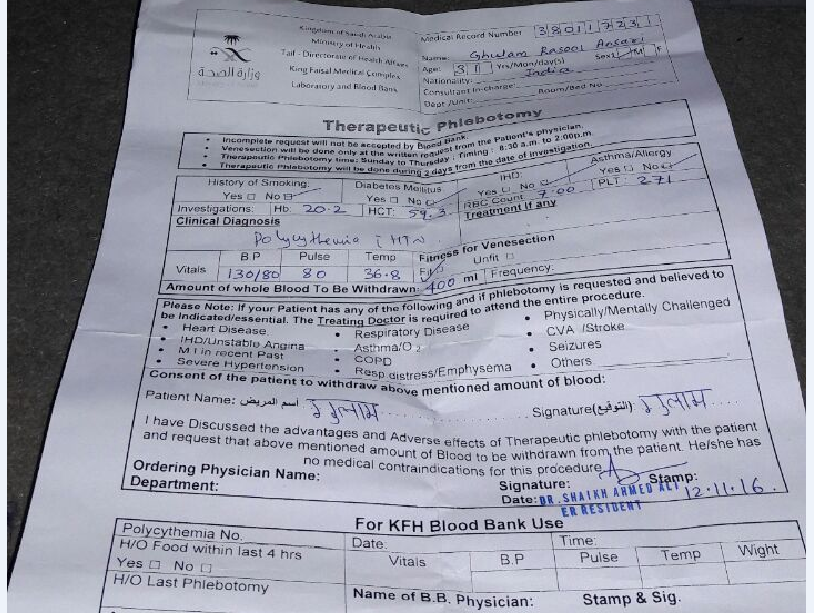 Kingdom of Saudi Arabia
Ministry of Health
Taif - Directorate of Health Affairs
King Faisal Medical Complex
Laboratory and Blood Bank
وزارة الصحة
Medical Record Number 38011231
Name: Ghulam Rasool Ansari
Age: 31 Yrs/Mon/day(s) Sex: M F
Nationality: India
Consultant In-charge:
Dept /Unit: Room/Bed No
Therapeutic Phlebotomy
• Incomplete request will not be accepted by Blood Bank.
• Venesection will be done only at the written request from the Patient's physician.
• Therapeutic Phlebotomy time: Sunday to Thursday : Timing : 8:30 a.m. to 2:00p.m.
• Therapeutic Phlebotomy will be done during 3 days from the date of investigation.
History of Smoking: Diabetes Mellitus IHD: Asthma/Allergy
Yes □ No □ Yes □ No □ Yes □ No □ Yes □ No □
Investigations: Hb: 20.2 HCT: 59.3 RBC Count 7.00 PLT: 271
Clinical Diagnosis Treatment if any
Polycythemia c̄ HTN
B.P Pulse Temp Fitness for Venesection
Vitals 130/80 80 36.8 Fit Unfit □
Amount of whole Blood To Be Withdrawn: 400 ml Frequency:
Please Note: If your Patient has any of the following and if phlebotomy is requested and believed to
be Indicated/essential. The Treating Doctor is required to attend the entire procedure.
• Heart Disease • Respiratory Disease • Physically/Mentally Challenged
• IHD/Unstable Angina • Asthma/O2 • CVA /Stroke
• M I in recent Past • COPD • Seizures
• Severe Hypertension • Resp distress/Emphysema • Others
Consent of the patient to withdraw above mentioned amount of blood:
Patient Name: اسم المريض गुलाम Signature(التوقيع) गुलाम
I have Discussed the advantages and Adverse effects of Therapeutic phlebotomy with the patient
and request that above mentioned amount of Blood to be withdrawn from the patient. He/she has
no medical contraindications for this procedure
Ordering Physician Name: Signature: Stamp:
Department: Date: DR. SHAIKH AHMED ALI 12.11.16.
ER RESIDENT
For KFH Blood Bank Use
Polycythemia No. Date: Time:
H/O Food within last 4 hrs Vitals B.P Pulse Temp Wight
Yes □ No □
H/O Last Phlebotomy Name of B.B. Physician: Stamp & Sig.